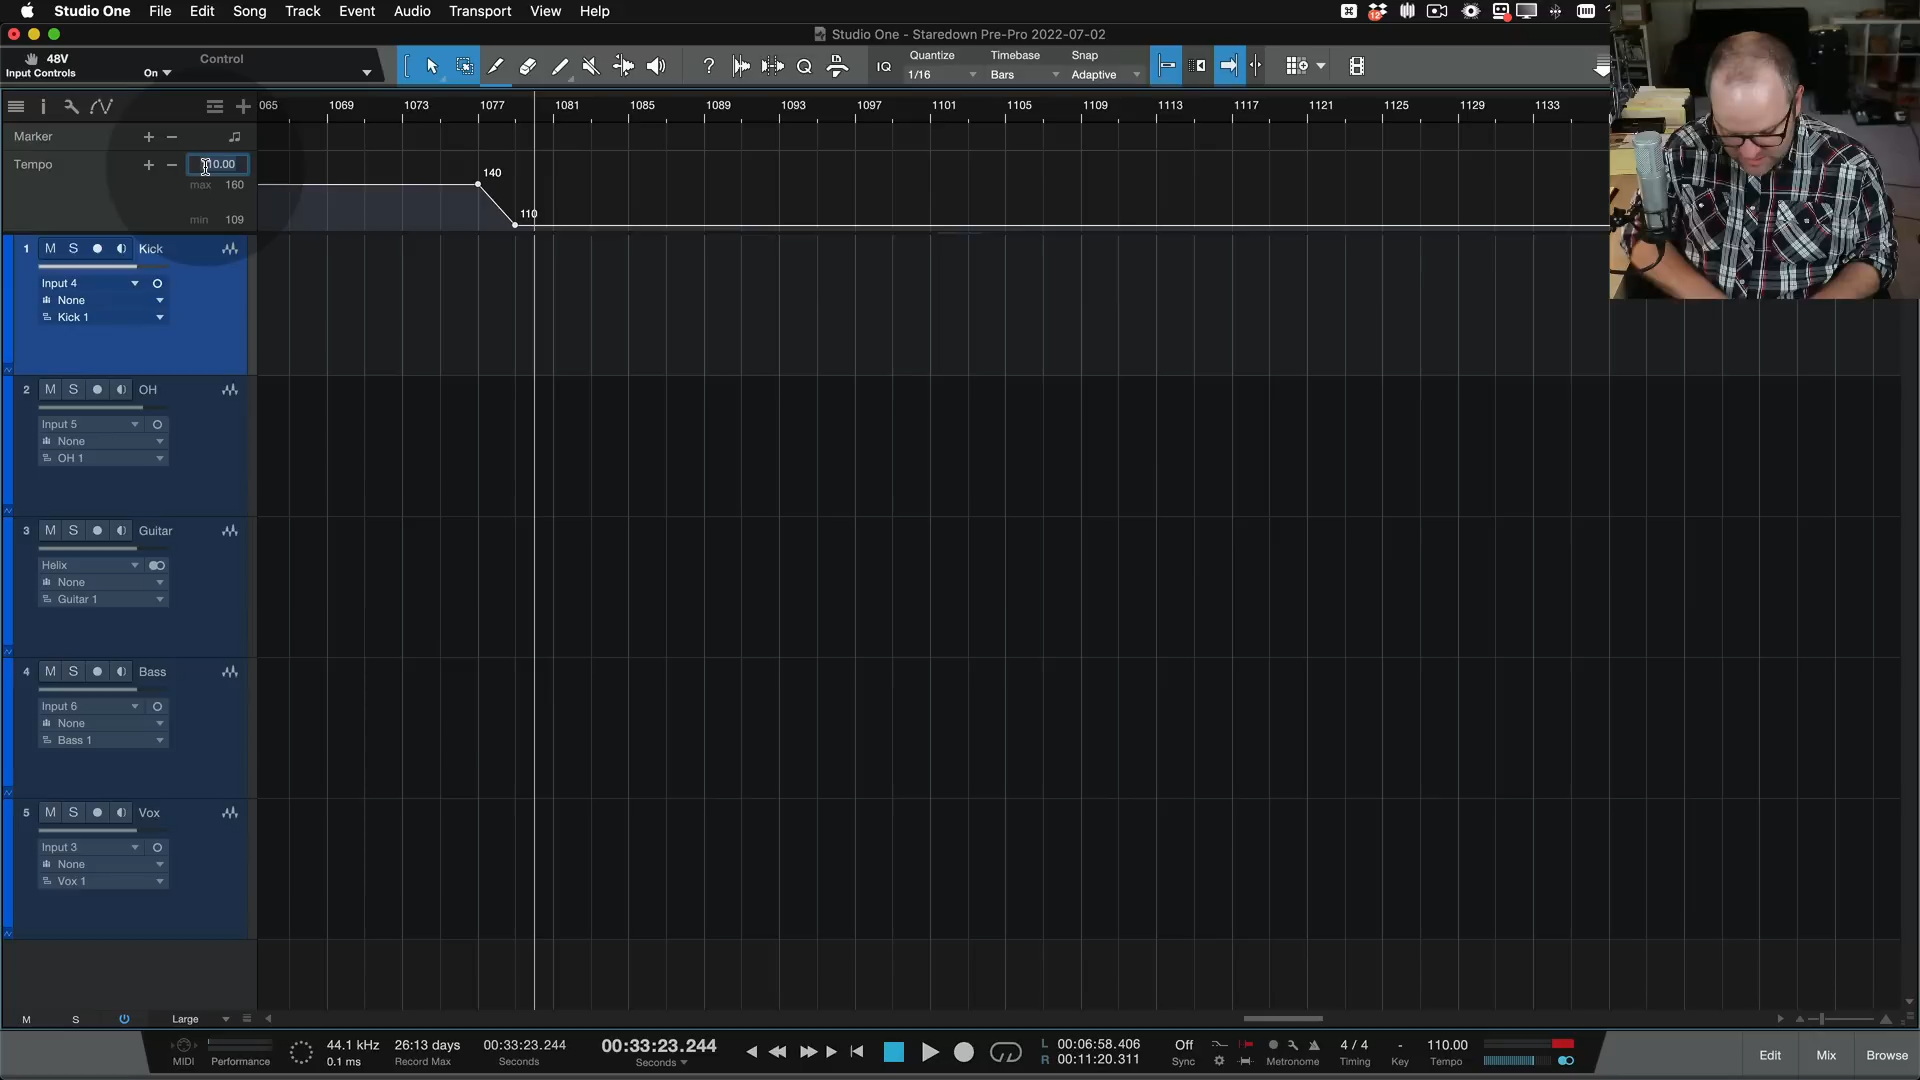 Studio One File Edit Song Track Event Audio Transport View Help
12
Studio One - Staredown Pre-Pro 2022-07-02
48V
Input Controls
Control
On
Quantize
1/16
Timebase
Bars
Snap
Adaptive
IQ
065 1069 1073 1077 1081 1085 1089 1093 1097 1101 1105 1109 1113 1117 1121 1125 1129 1133
Marker
Tempo
max 160
min 109
140
110
1 M S Kick
Input 4
None
Kick 1
2 M S OH
Input 5
None
OH 1
3 M S Guitar
Helix
None
Guitar 1
4 M S Bass
Input 6
None
Bass 1
5 M S Vox
Input 3
None
Vox 1
M S Large
MIDI
Performance
44.1 kHz
0.1 ms
26:13 days
Record Max
00:33:23.244
Seconds
00:33:23.244
Seconds
L 00:06:58.406
R 00:11:20.311
Off
Sync
Metronome
4 / 4
Timing
-
Key
110.00
Tempo
Edit Mix Browse